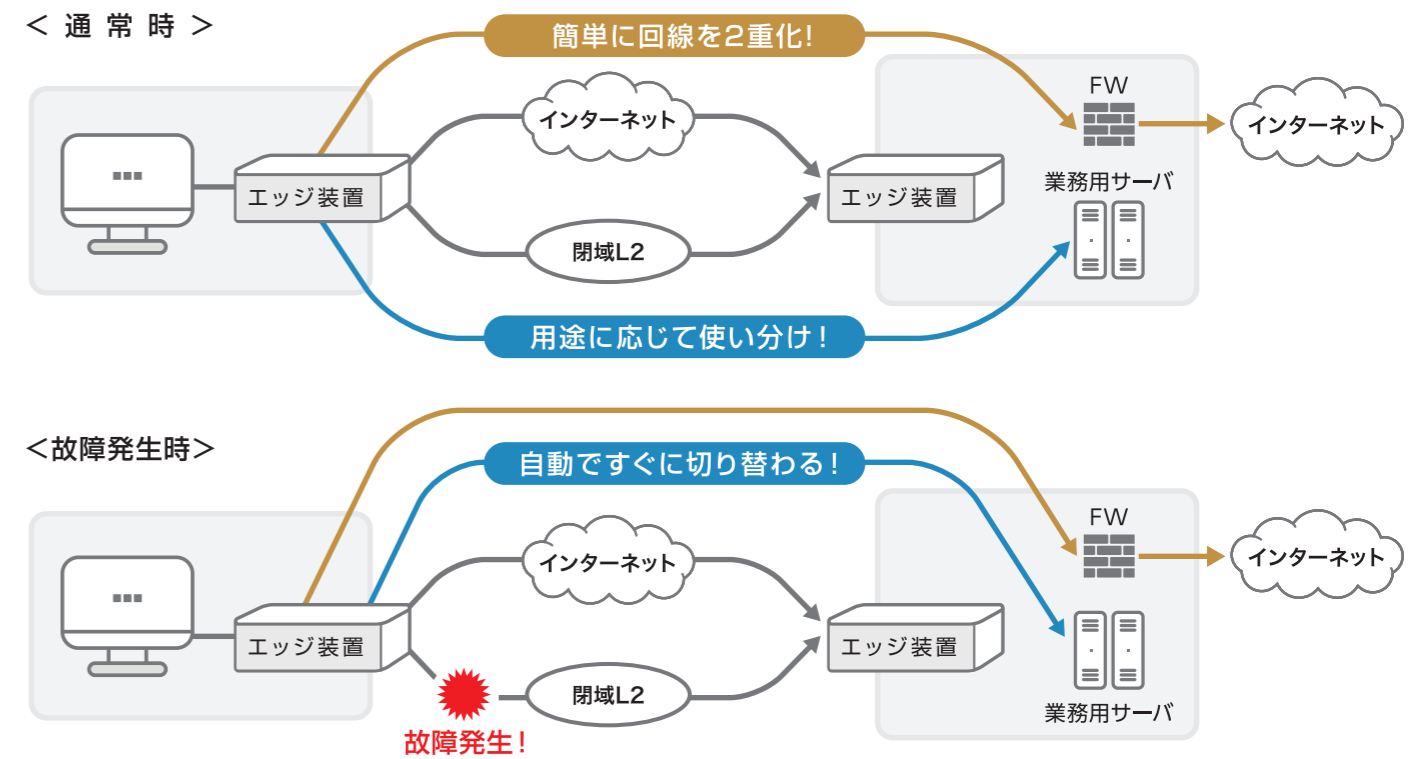 ＜通常時＞
簡単に回線を2重化!
FW
インターネット
インターネット
業務用サーバ
エッジ装置
エッジ装置
閉域L2
用途に応じて使い分け！
＜故障発生時＞
自動ですぐに切り替わる！
FW
インターネット
インターネット
エッジ装置
エッジ装置
閉域L2
業務用サーバ
故障発生！